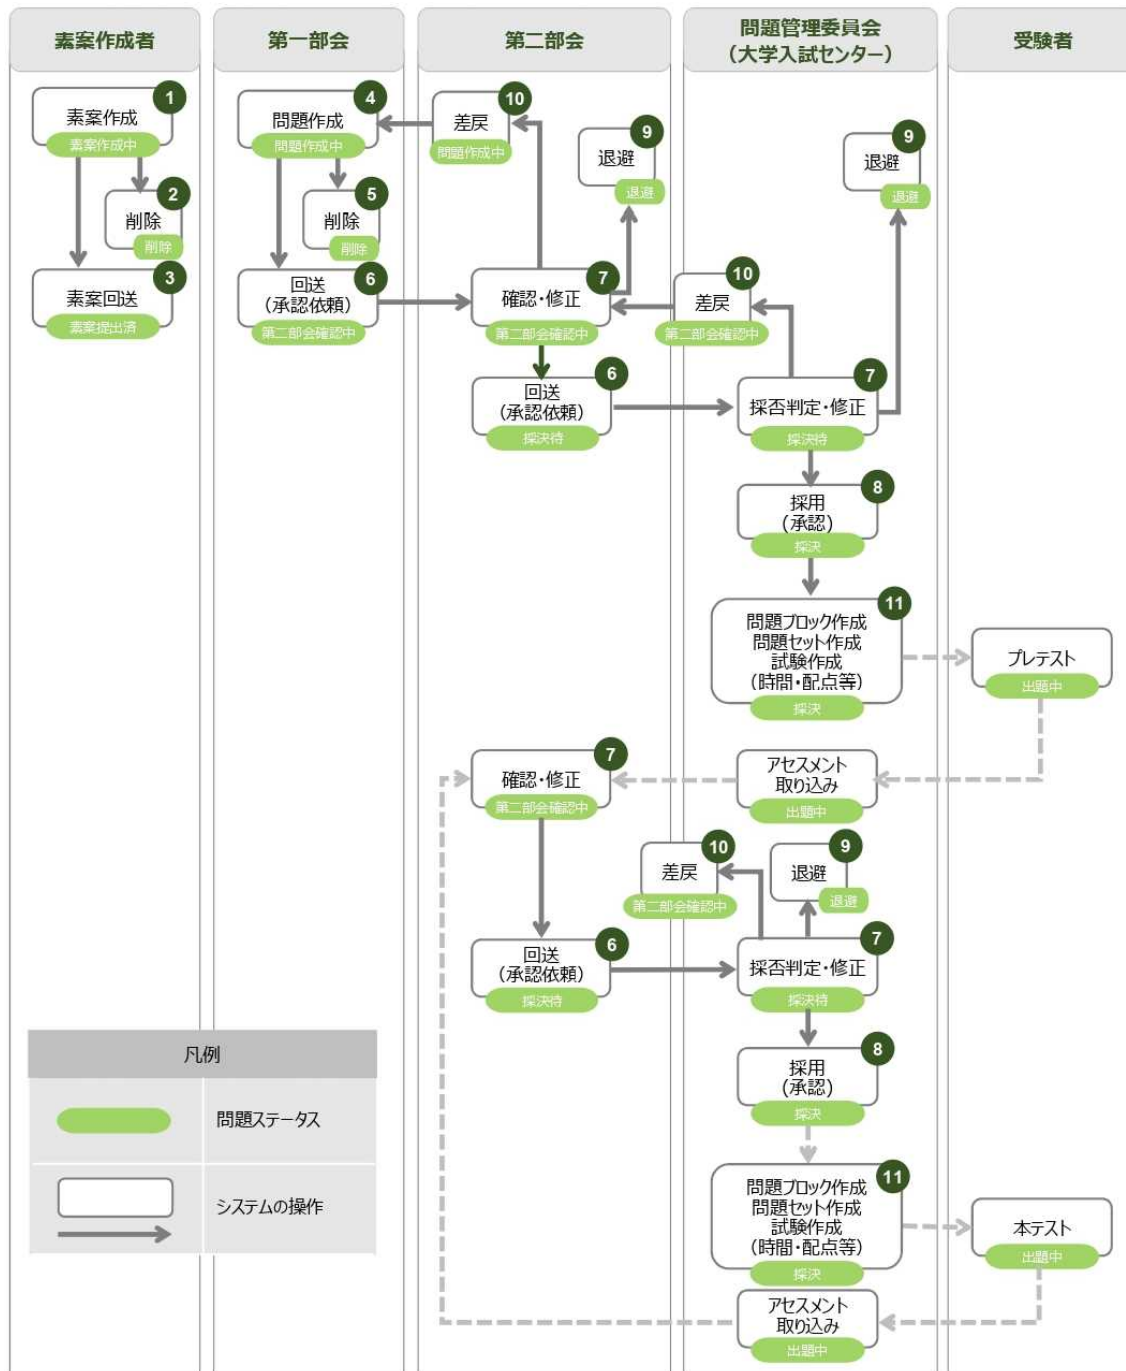 素案作成者
第一部会
第二部会
問題管理委員会
(大学入試センター)
受験者
1
素案作成
素案作成中
2
削除
削除
3
素案回送
素案提出済
4
問題作成
問題作成中
5
削除
削除
6
回送
(承認依頼)
第二部会確認中
10
差戻
問題作成中
9
退避
退避
7
確認・修正
第二部会確認中
6
回送
(承認依頼)
採決待
10
差戻
第二部会確認中
9
退避
退避
7
採否判定・修正
採決待
8
採用
(承認)
採決
11
問題ブロック作成
問題セット作成
試験作成
(時間・配点等)
採決
プレテスト
出題中
アセスメント
取り込み
出題中
7
確認・修正
第二部会確認中
10
差戻
第二部会確認中
9
退避
退避
6
回送
(承認依頼)
採決待
7
採否判定・修正
採決待
8
採用
(承認)
採決
11
問題ブロック作成
問題セット作成
試験作成
(時間・配点等)
採決
本テスト
出題中
アセスメント
取り込み
出題中
凡例
問題ステータス
システムの操作